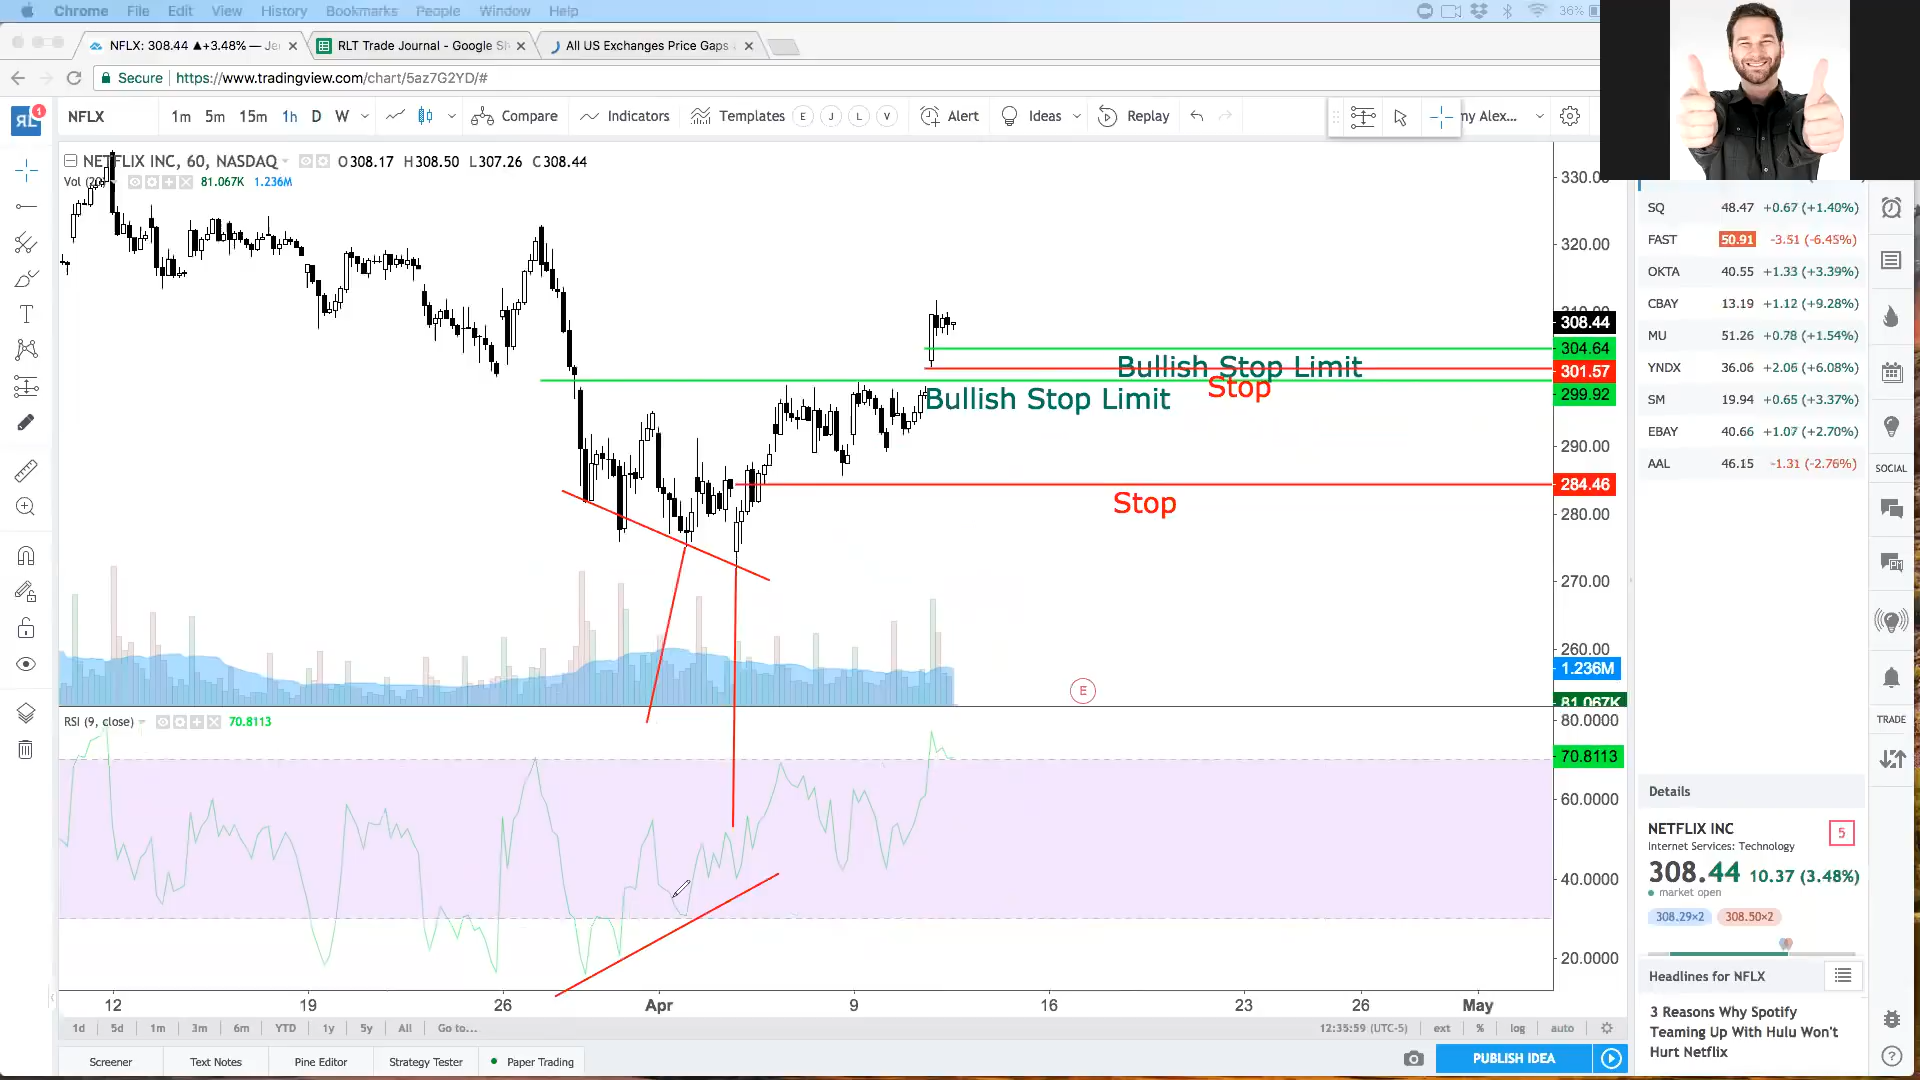 Chrome File Edit View History Bookmarks People Window Help 36%
NFLX: 308.44 ▲+3.48% — Je
RLT Trade Journal - Google Sh
All US Exchanges Price Gaps
Secure https://www.tradingview.com/chart/5az7G2YD/#
1
NFLX 1m 5m 15m 1h D W Compare Indicators Templates E J L V Alert Ideas Replay my Alex...
NETFLIX INC, 60, NASDAQ O308.17 H308.50 L307.26 C308.44
Vol (20) 81.067K 1.236M
330.00
320.00
308.44
304.64
301.57
299.92
290.00
284.46
280.00
270.00
260.00
1.236M
81.067K
Bullish Stop Limit
Stop
Bullish Stop Limit
Stop
E
RSI (9, close) 70.8113
80.0000
70.8113
60.0000
40.0000
20.0000
12 19 26 Apr 9 16 23 26 May
1d 5d 1m 3m 6m YTD 1y 5y All Go to... 12:35:59 (UTC-5) ext % log auto
Screener Text Notes Pine Editor Strategy Tester Paper Trading PUBLISH IDEA
SQ 48.47 +0.67 (+1.40%)
FAST 50.91 -3.51 (-6.45%)
OKTA 40.55 +1.33 (+3.39%)
CBAY 13.19 +1.12 (+9.28%)
MU 51.26 +0.78 (+1.54%)
YNDX 36.06 +2.06 (+6.08%)
SM 19.94 +0.65 (+3.37%)
EBAY 40.66 +1.07 (+2.70%)
AAL 46.15 -1.31 (-2.76%)
SOCIAL
TRADE
Details
NETFLIX INC 5
Internet Services: Technology
308.44 10.37 (3.48%)
market open
308.29×2 308.50×2
Headlines for NFLX
3 Reasons Why Spotify
Teaming Up With Hulu Won't
Hurt Netflix